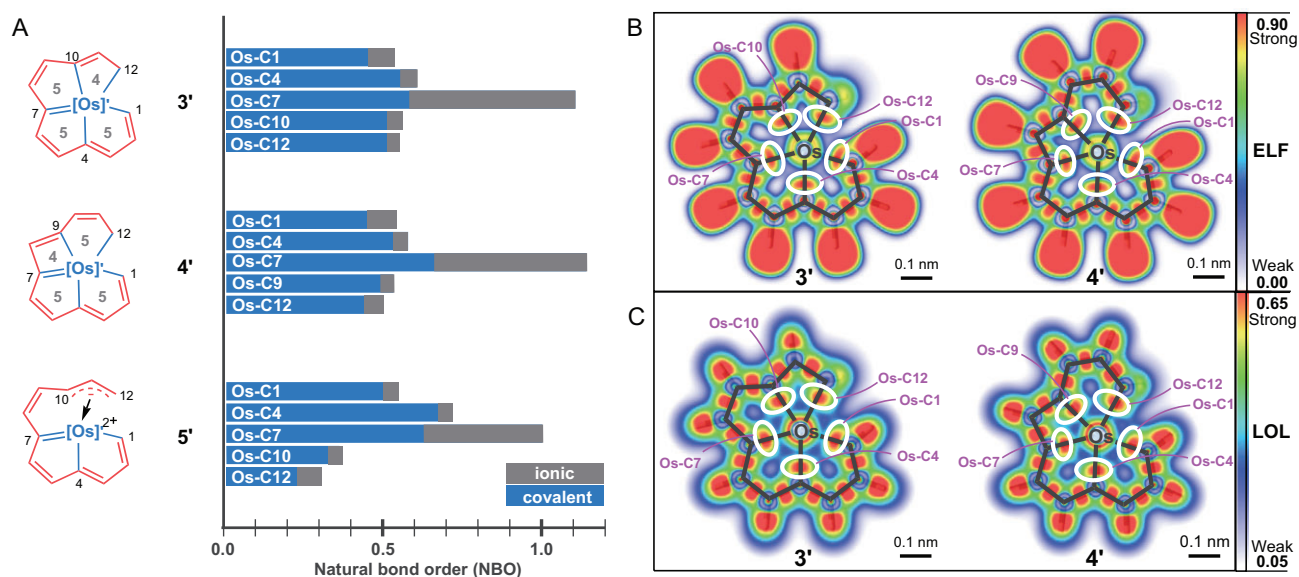 A
10
12
5
4
5
7
[Os]'
1
5
5
4
3'
Os-C1
Os-C4
Os-C7
Os-C10
Os-C12
9
5
12
4
7
[Os]'
1
5
5
4'
Os-C1
Os-C4
Os-C7
Os-C9
Os-C12
10
12
7
[Os]'2+
1
4
5'
Os-C1
Os-C4
Os-C7
Os-C10
Os-C12
ionic
covalent
0.0
0.5
1.0
Natural bond order (NBO)
B
Os-C10
Os-C12
Os-C1
Os-C7
Os
Os-C4
3'
0.1 nm
Os-C9
Os-C12
Os-C1
Os-C7
Os
Os-C4
4'
0.1 nm
0.90
Strong
ELF
Weak
0.00
C
Os-C10
Os-C12
Os-C1
Os-C7
Os
Os-C4
3'
0.1 nm
Os-C9
Os-C12
Os-C1
Os-C7
Os
Os-C4
4'
0.1 nm
0.65
Strong
LOL
Weak
0.05